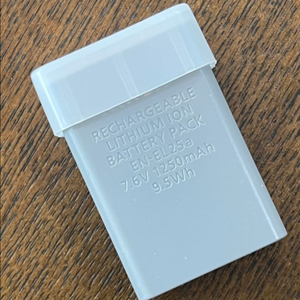 RECHARGEABLE
LITHIUM ION
BATTERY PACK
EN-EL25a
7.6V 1250mAh
9.5Wh